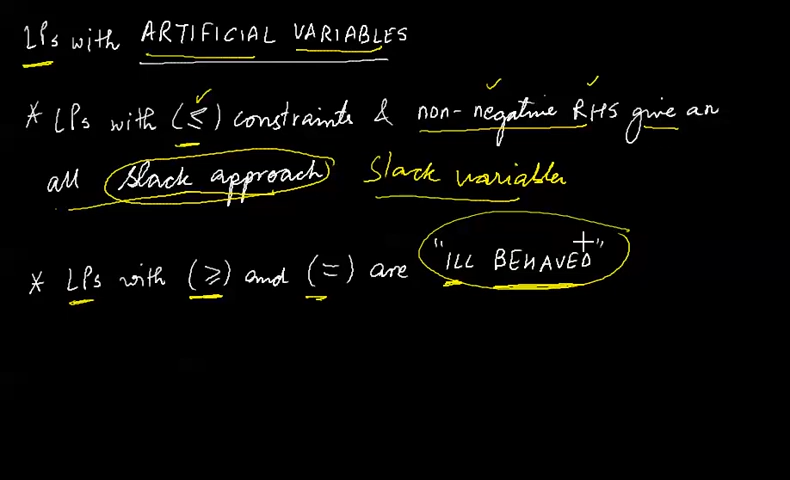 LPs with ARTIFICIAL VARIABLES
* LPs with (≤) constraints & non-negative RHS give an
all slack approach Slack variables
* LPs with (≥) and (=) are "ILL BEHAVED"